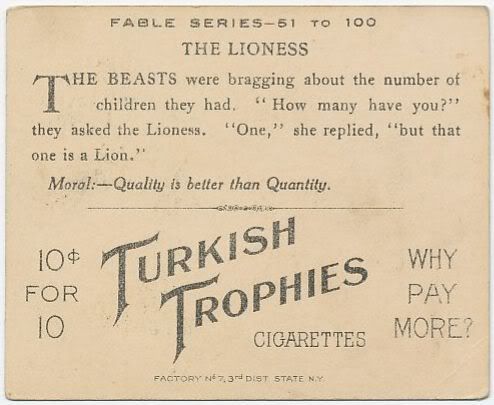 FABLE SERIES-51 TO 100
THE LIONESS
THE BEASTS were bragging about the number of
children they had. "How many have you?"
they asked the Lioness. "One," she replied, "but that
one is a Lion."
Moral:—Quality is better than Quantity.
10¢
FOR
10
TURKISH
TROPHIES
CIGARETTES
WHY
PAY
MORE?
FACTORY Nº 7, 3rd DIST. STATE N.Y.